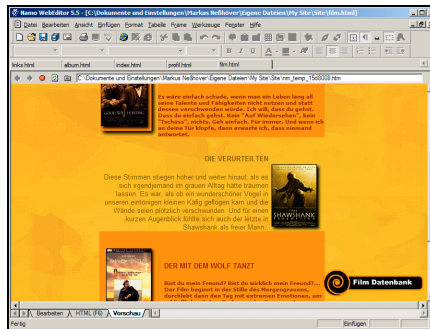 Namo WebEditor 5.5 - [C:\Dokumente und Einstellungen\Markus Neßhöver\Eigene Dateien\My Site\Site\film.html]
Datei Bearbeiten Ansicht Einfügen Format Tabelle Frame Werkzeuge Fenster Hilfe
links.html album.html index.html profil.html film.html
C:\Dokumente und Einstellungen\Markus Neßhöver\Eigene Dateien\My Site\Site\nm_temp_15d8008.htm
GOOD WILL HUNTING
Es wäre einfach schade, wenn man ein Leben lang all
seine Talente und Fähigkeiten nicht nutzen und statt
dessen verschwenden würde. Ich will, dass du gehst.
Dass du einfach gehst. Kein "Auf Wiedersehen", kein
"Tschüss", nichts. Geh einfach. Für immer. Und wenn ich
an deine Tür klopfe, dann erwarte ich, dass niemand
antwortet.
DIE VERURTEILTEN
Diese Stimmen stiegen höher und weiter hinauf, als es
sich irgendjemand im grauen Alltag hätte träumen
lassen. Es war, als ob ein wunderschöner Vogel in
unseren eintönigen kleinen Käfig geflogen kam und die
Wände seien plötzlich verschwunden. Und für einen
kurzen Augenblick fühlte sich auch der letzte in
Shawshank als freier Mann.
SHAWSHANK
DER MIT DEM WOLF TANZT
Bist du mein Freund? Bist du wirklich mein Freund?...
Der Film beginnt in der Stille des Morgengrauens,
durchlebt dann den Tag mit extremen Emotionen, um
Film Datenbank
Bearbeiten HTML (F6) Vorschau
Fertig Einfügen